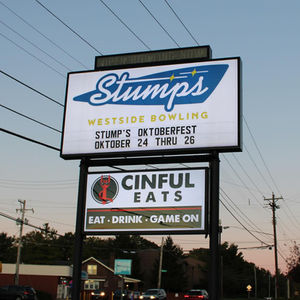 Stumps
WESTSIDE BOWLING
STUMP'S OKTOBERFEST
OKTOBER 24 THRU 26
CINFUL
EATS
EAT - DRINK - GAME ON